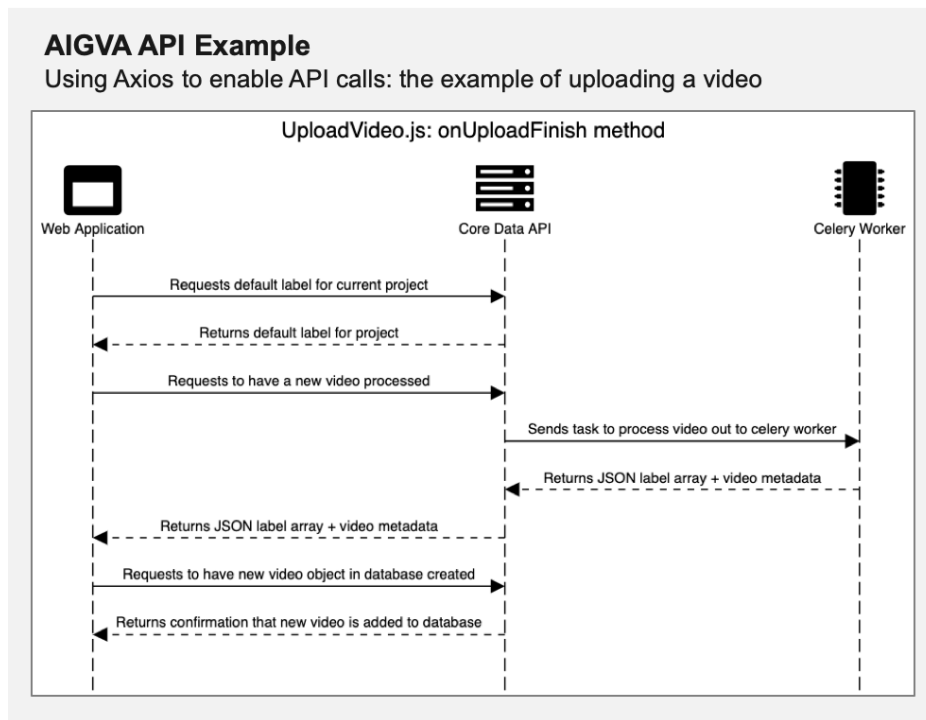 AIGVA API Example
Using Axios to enable API calls: the example of uploading a video
UploadVideo.js: onUploadFinish method
Web Application
Core Data API
Celery Worker
Requests default label for current project
Returns default label for project
Requests to have a new video processed
Sends task to process video out to celery worker
Returns JSON label array + video metadata
Returns JSON label array + video metadata
Requests to have new video object in database created
Returns confirmation that new video is added to database